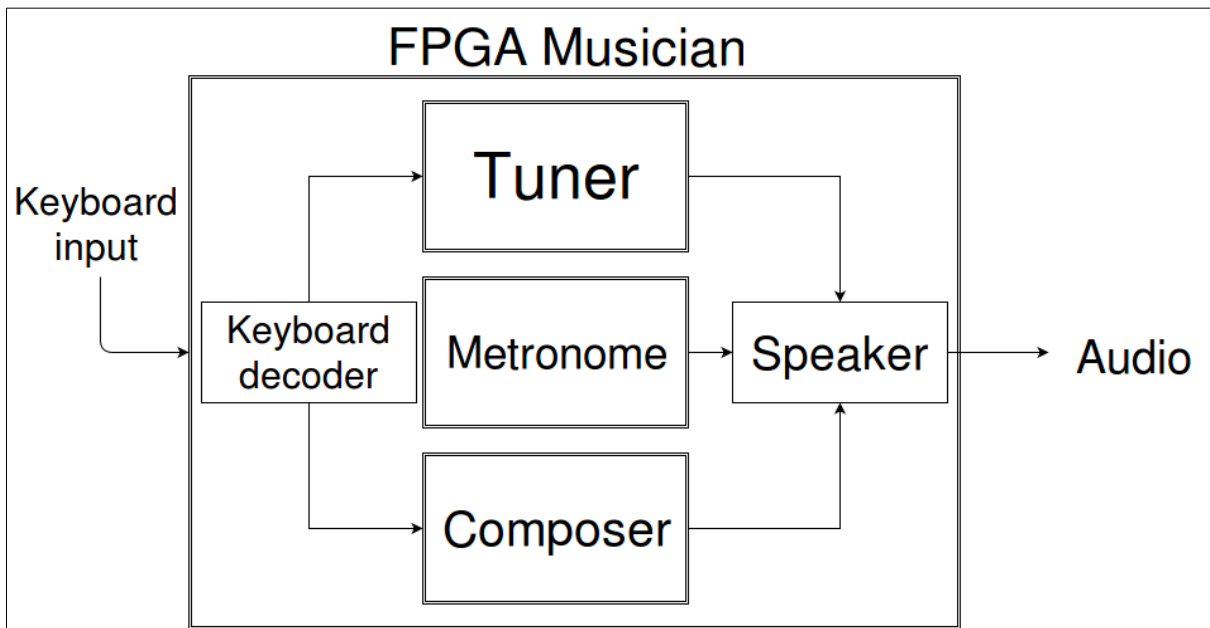 FPGA Musician
Tuner
Keyboard
input
Keyboard
decoder
Metronome
Speaker
Audio
Composer